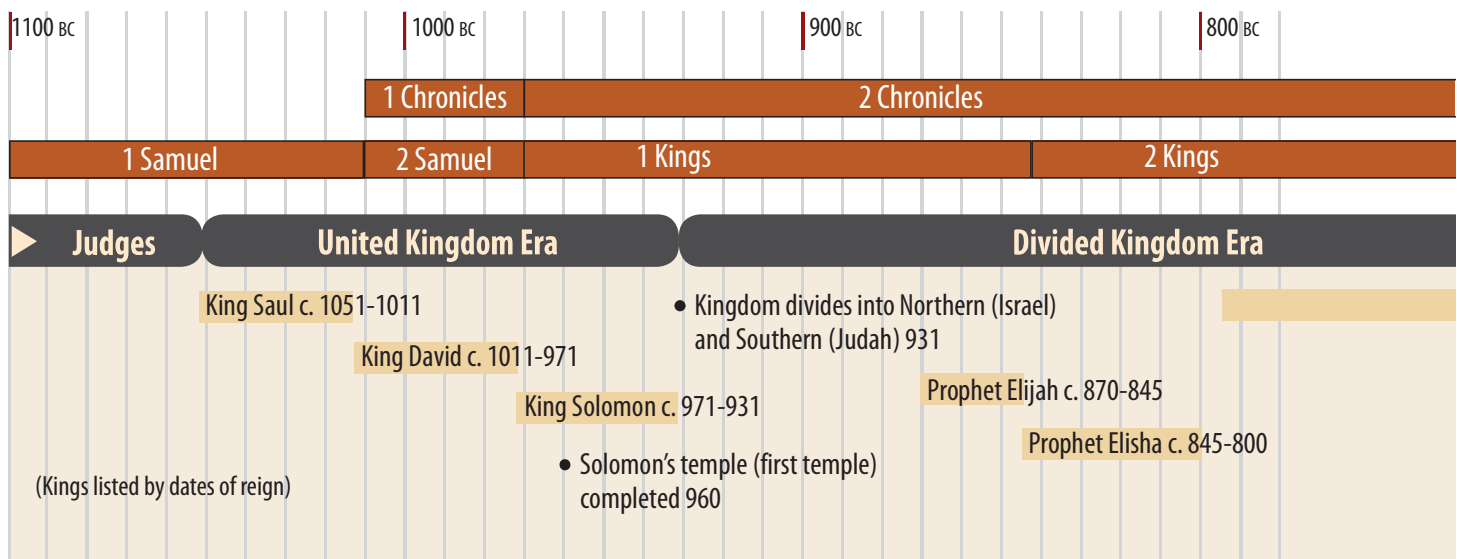 1100 BC
1000 BC
900 BC
800 BC
1 Chronicles
2 Chronicles
1 Samuel
2 Samuel
1 Kings
2 Kings
Judges
United Kingdom Era
Divided Kingdom Era
King Saul c. 1051-1011
King David c. 1011-971
King Solomon c. 971-931
• Solomon's temple (first temple)
completed 960
• Kingdom divides into Northern (Israel)
and Southern (Judah) 931
Prophet Elijah c. 870-845
Prophet Elisha c. 845-800
(Kings listed by dates of reign)